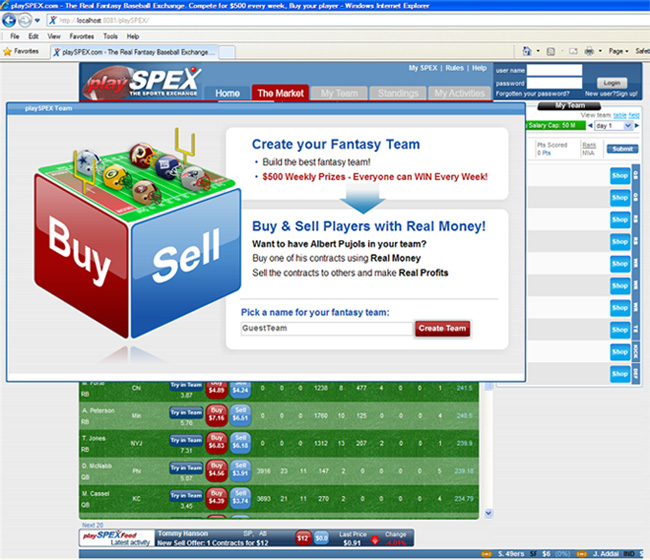 playSPEX.com - The Real Fantasy Baseball Exchange. Compete for $500 every week, Buy your player - Windows Internet Explorer
http://localhost:8081/playSPEX/
File Edit View Favorites Tools Help
Favorites playSPEX.com - The Real Fantasy Baseball Exchange....
Page Safet
play SPEX
THE SPORTS EXCHANGE
My SPEX | Rules | Help
Home The Market My Team Standings My Activities
user name
password
Login
Forgotten your password? New user?Sign up!
playSPEX Team
My Team
View team: table field
Salary Cap: 50 M
day 1
Pts Scored
0 Pts
Rank
N\A
Submit
Create your Fantasy Team
• Build the best fantasy team!
• $500 Weekly Prizes - Everyone can WIN Every Week!
Buy & Sell Players with Real Money!
Want to have Albert Pujols in your team?
Buy one of his contracts using Real Money
Sell the contracts to others and make Real Profits
Pick a name for your fantasy team:
GuestTeam
Create Team
Buy
Sell
Shop QB
Shop QB
Shop RB
Shop RB
Shop WR
Shop WR
Shop WR
Shop TE
Shop KICK
Shop DEF
M. Forte
RB
Chi
Try in Team
3.87
Buy
$4.89
Sell
$4.24
0 0 0 1238 8 477 4 0 0 1 241.5
A. Peterson
RB
Min
Try in Team
5.76
Buy
$7.16
Sell
$6.51
0 0 0 1760 10 125 0 0 0 4 240.5
T. Jones
RB
NYJ
Try in Team
7.31
Buy
$6.83
Sell
$6.18
0 0 0 1312 13 207 2 0 0 1 239.9
D. McNabb
QB
Phi
Try in Team
5.87
Buy
$4.56
Sell
$3.91
3916 23 11 147 2 0 0 0 0 5 239.18
M. Cassel
QB
KC
Try in Team
3.45
Buy
$4.39
Sell
$3.74
3693 21 11 270 2 0 0 0 0 4 234.79
Next 20
play SPEX Feed
Latest activity
Tommy Hanson SP, Atl
New Sell Offer: 1 Contracts for $12
$12
$0.0
Last Price
$0.91
Change
S. 49ers SF $6 (0%) J. Addai IND